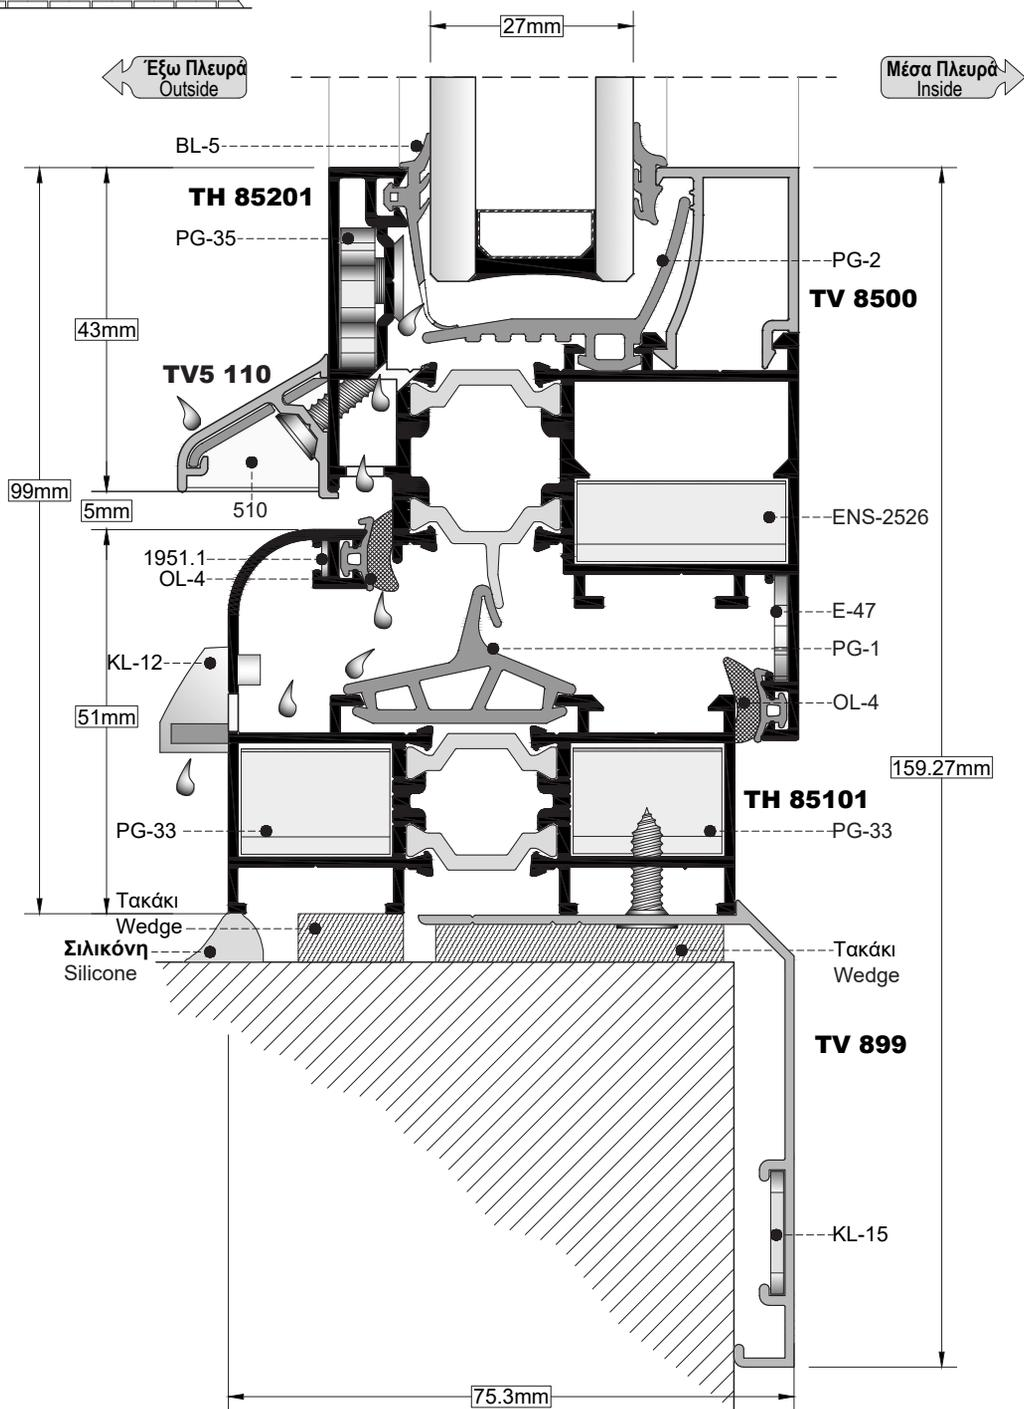 27mm
Έξω Πλευρά
Outside
Μέσα Πλευρά
Inside
BL-5
TH 85201
PG-35
PG-2
TV 8500
43mm
TV5 110
99mm
5mm
510
ENS-2526
1951.1
OL-4
E-47
PG-1
KL-12
OL-4
51mm
159.27mm
TH 85101
PG-33
PG-33
Τακάκι
Wedge
Σιλικόνη
Silicone
Τακάκι
Wedge
TV 899
KL-15
75.3mm